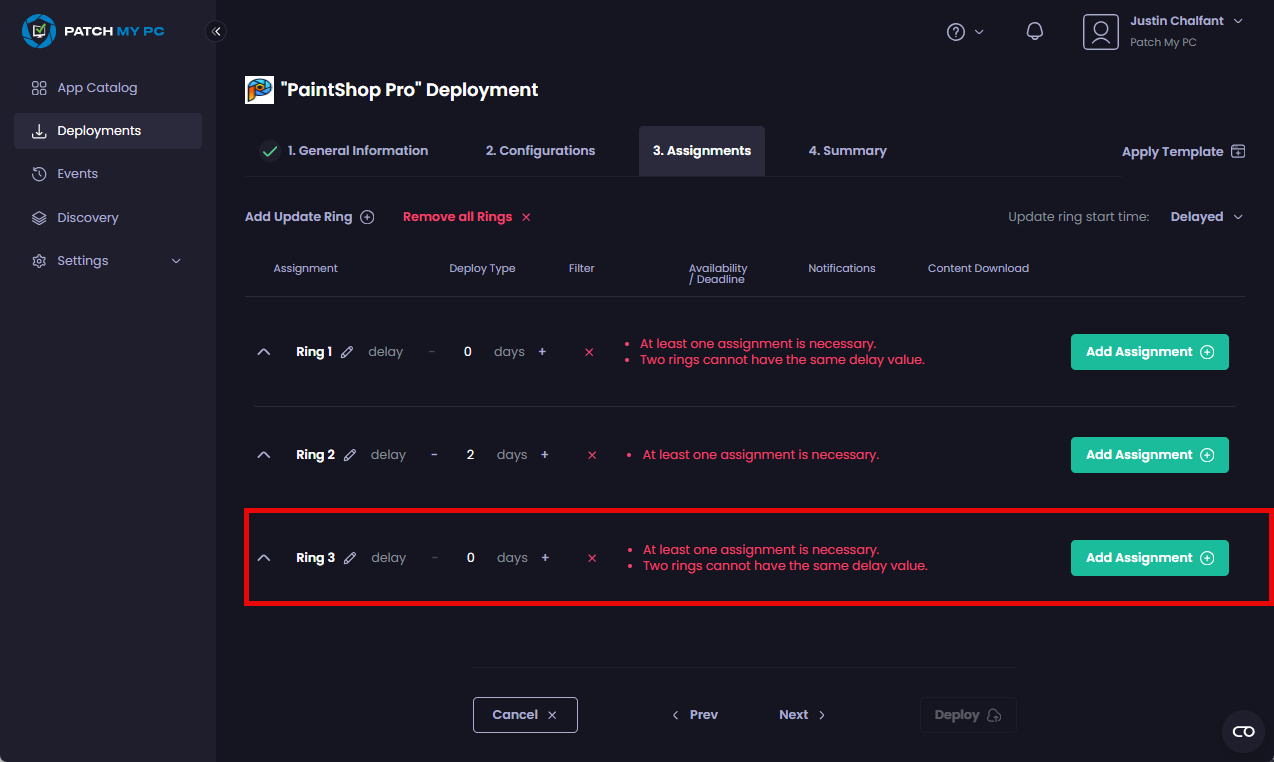 PATCH MY PC
Justin Chalfant
Patch My PC
App Catalog
Deployments
Events
Discovery
Settings
"PaintShop Pro" Deployment
1. General Information 2. Configurations 3. Assignments 4. Summary Apply Template
Add Update Ring Remove all Rings Update ring start time: Delayed
Assignment Deploy Type Filter Availability / Deadline Notifications Content Download
Ring 1 delay - 0 days +
At least one assignment is necessary.
Two rings cannot have the same delay value.
Add Assignment
Ring 2 delay - 2 days +
At least one assignment is necessary.
Add Assignment
Ring 3 delay - 0 days +
At least one assignment is necessary.
Two rings cannot have the same delay value.
Add Assignment
Cancel Prev Next Deploy